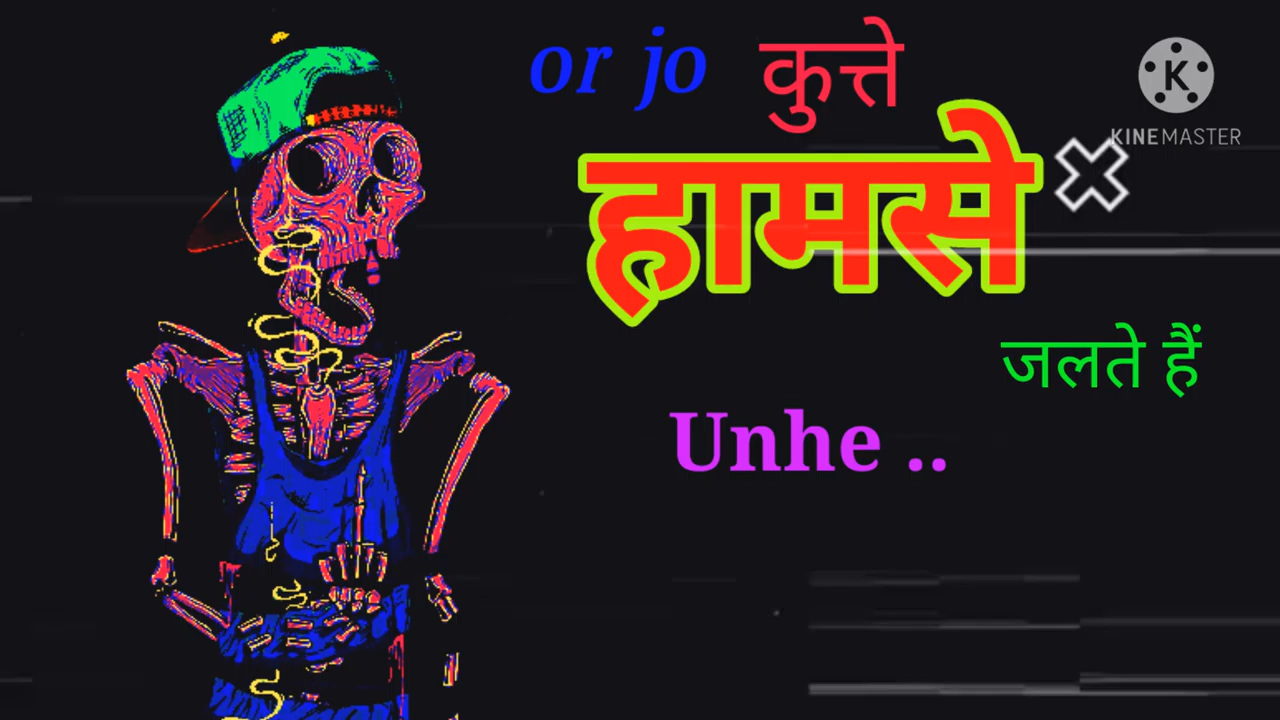 or jo कुत्ते
KINEMASTER
हामसे
जलते हैं
Unhe ..